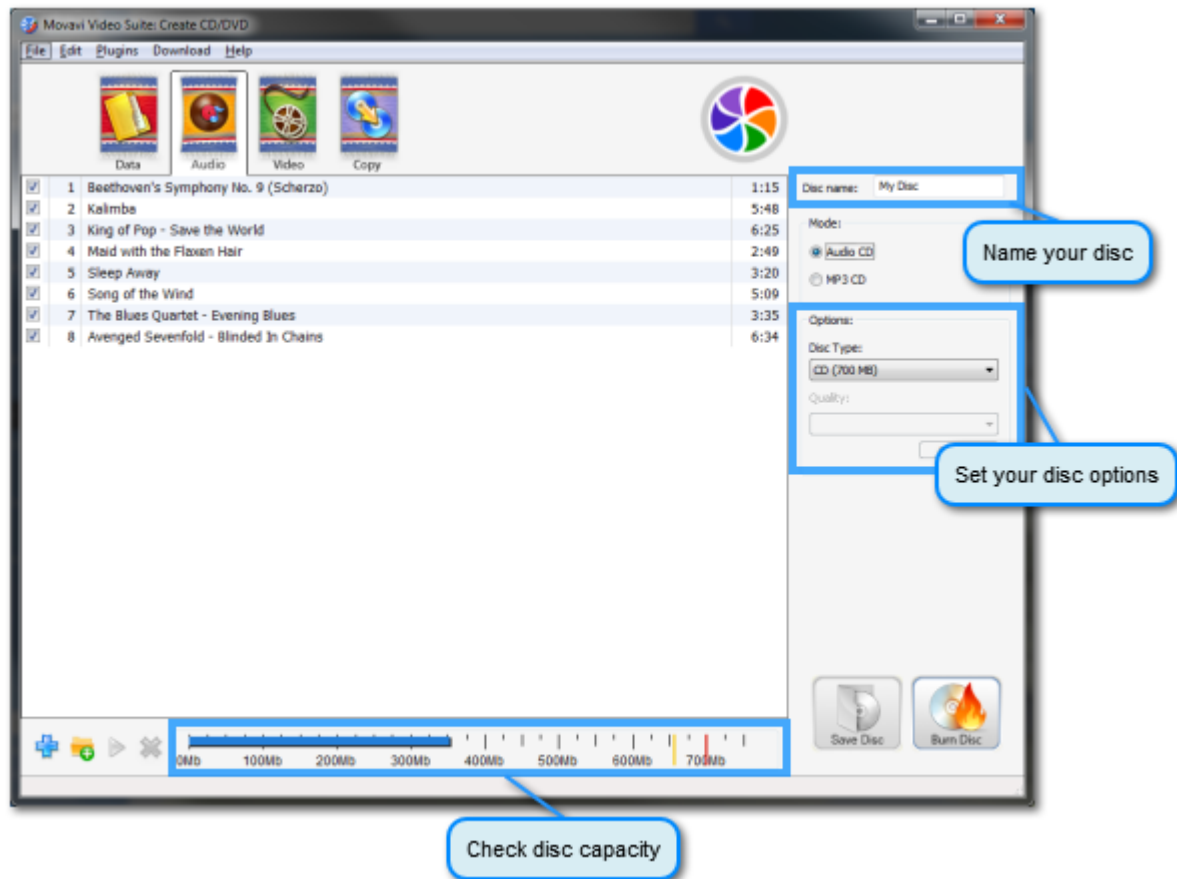 Movavi Video Suite: Create CD/DVD
File Edit Plugins Download Help
Data Audio Video Copy
1 Beethoven's Symphony No. 9 (Scherzo) 1:15
2 Kalimba 5:48
3 King of Pop - Save the World 6:25
4 Maid with the Flaxen Hair 2:49
5 Sleep Away 3:20
6 Song of the Wind 5:09
7 The Blues Quartet - Evening Blues 3:35
8 Avenged Sevenfold - Blinded In Chains 6:34
Disc name: My Disc
Name your disc
Mode:
Audio CD
MP3 CD
Options:
Disc Type:
CD (700 MB)
Quality:
Set your disc options
Save Disc Burn Disc
0Mb 100Mb 200Mb 300Mb 400Mb 500Mb 600Mb 700Mb
Check disc capacity